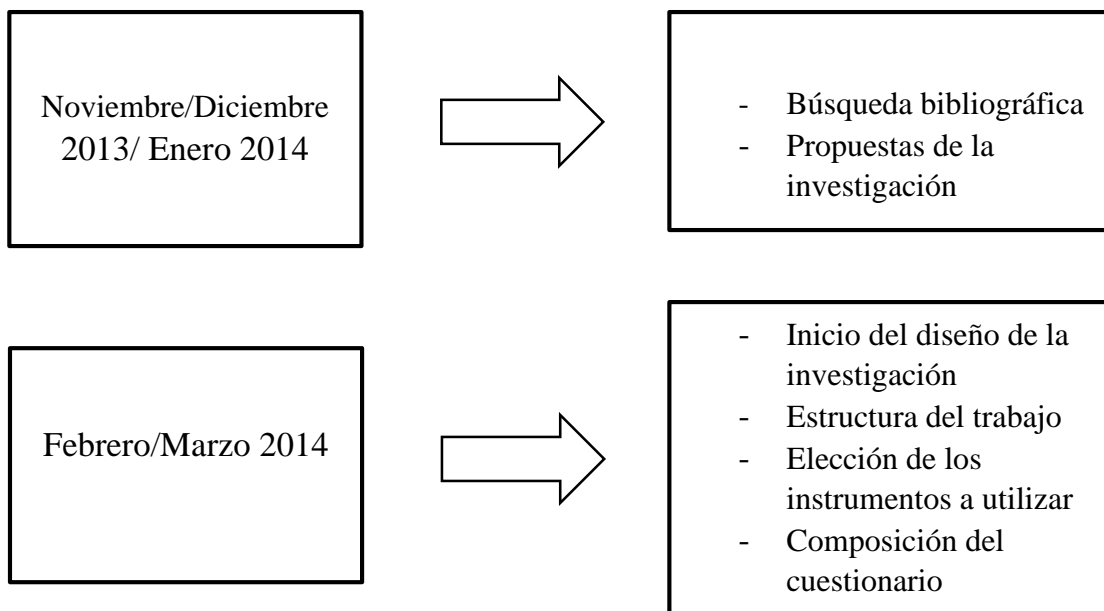 Noviembre/Diciembre
2013/ Enero 2014
- Búsqueda bibliográfica
- Propuestas de la
investigación
Febrero/Marzo 2014
- Inicio del diseño de la
investigación
- Estructura del trabajo
- Elección de los
instrumentos a utilizar
- Composición del
cuestionario